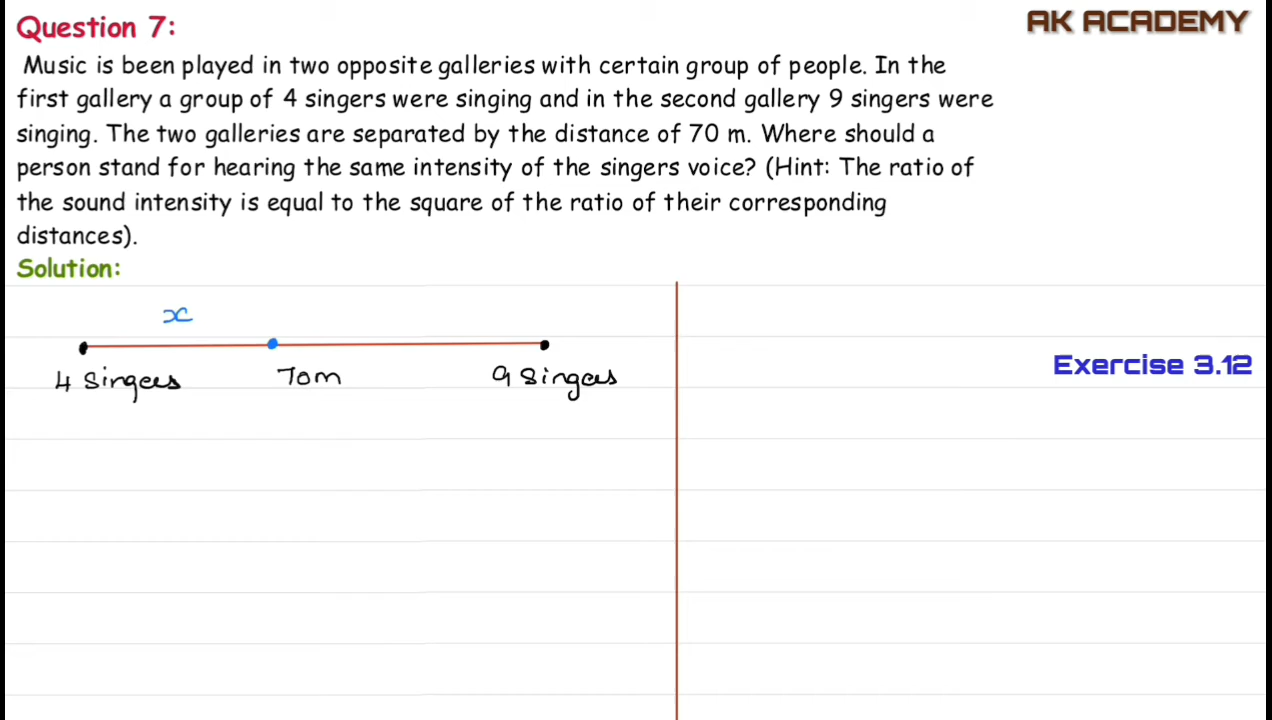 Question 7:
AK ACADEMY
Music is been played in two opposite galleries with certain group of people. In the
first gallery a group of 4 singers were singing and in the second gallery 9 singers were
singing. The two galleries are separated by the distance of 70 m. Where should a
person stand for hearing the same intensity of the singers voice? (Hint: The ratio of
the sound intensity is equal to the square of the ratio of their corresponding
distances).
Solution:
x
4 Singers 70m 9 Singers
Exercise 3.12